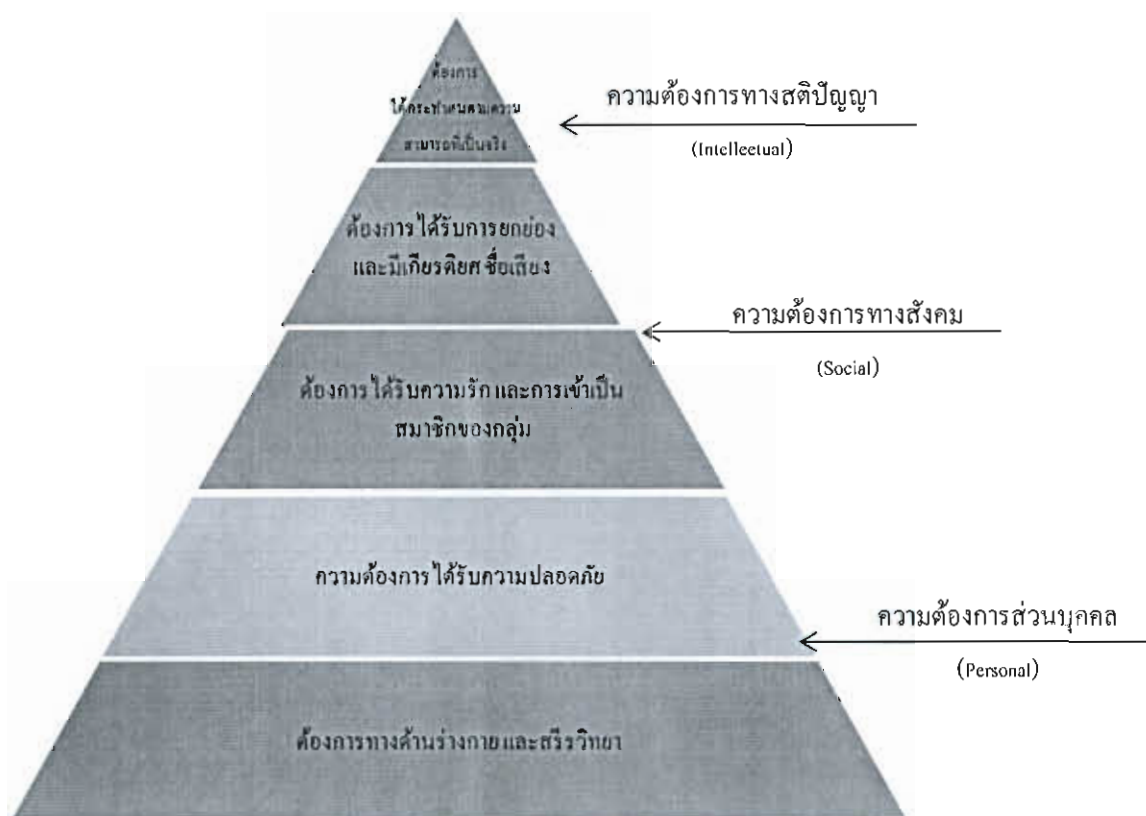 ต้องการ
ได้กระทำตนตามความ
สามารถที่เป็นจริง
ความต้องการทางสติปัญญา
(Intellectual)
ต้องการได้รับการยกย่อง
และมีเกียรติยศ ชื่อเสียง
ความต้องการทางสังคม
(Social)
ต้องการได้รับความรัก และการเข้าเป็น
สมาชิกของกลุ่ม
ความต้องการได้รับความปลอดภัย
ความต้องการส่วนบุคคล
(Personal)
ต้องการทางด้านร่างกาย และสรีรวิทยา